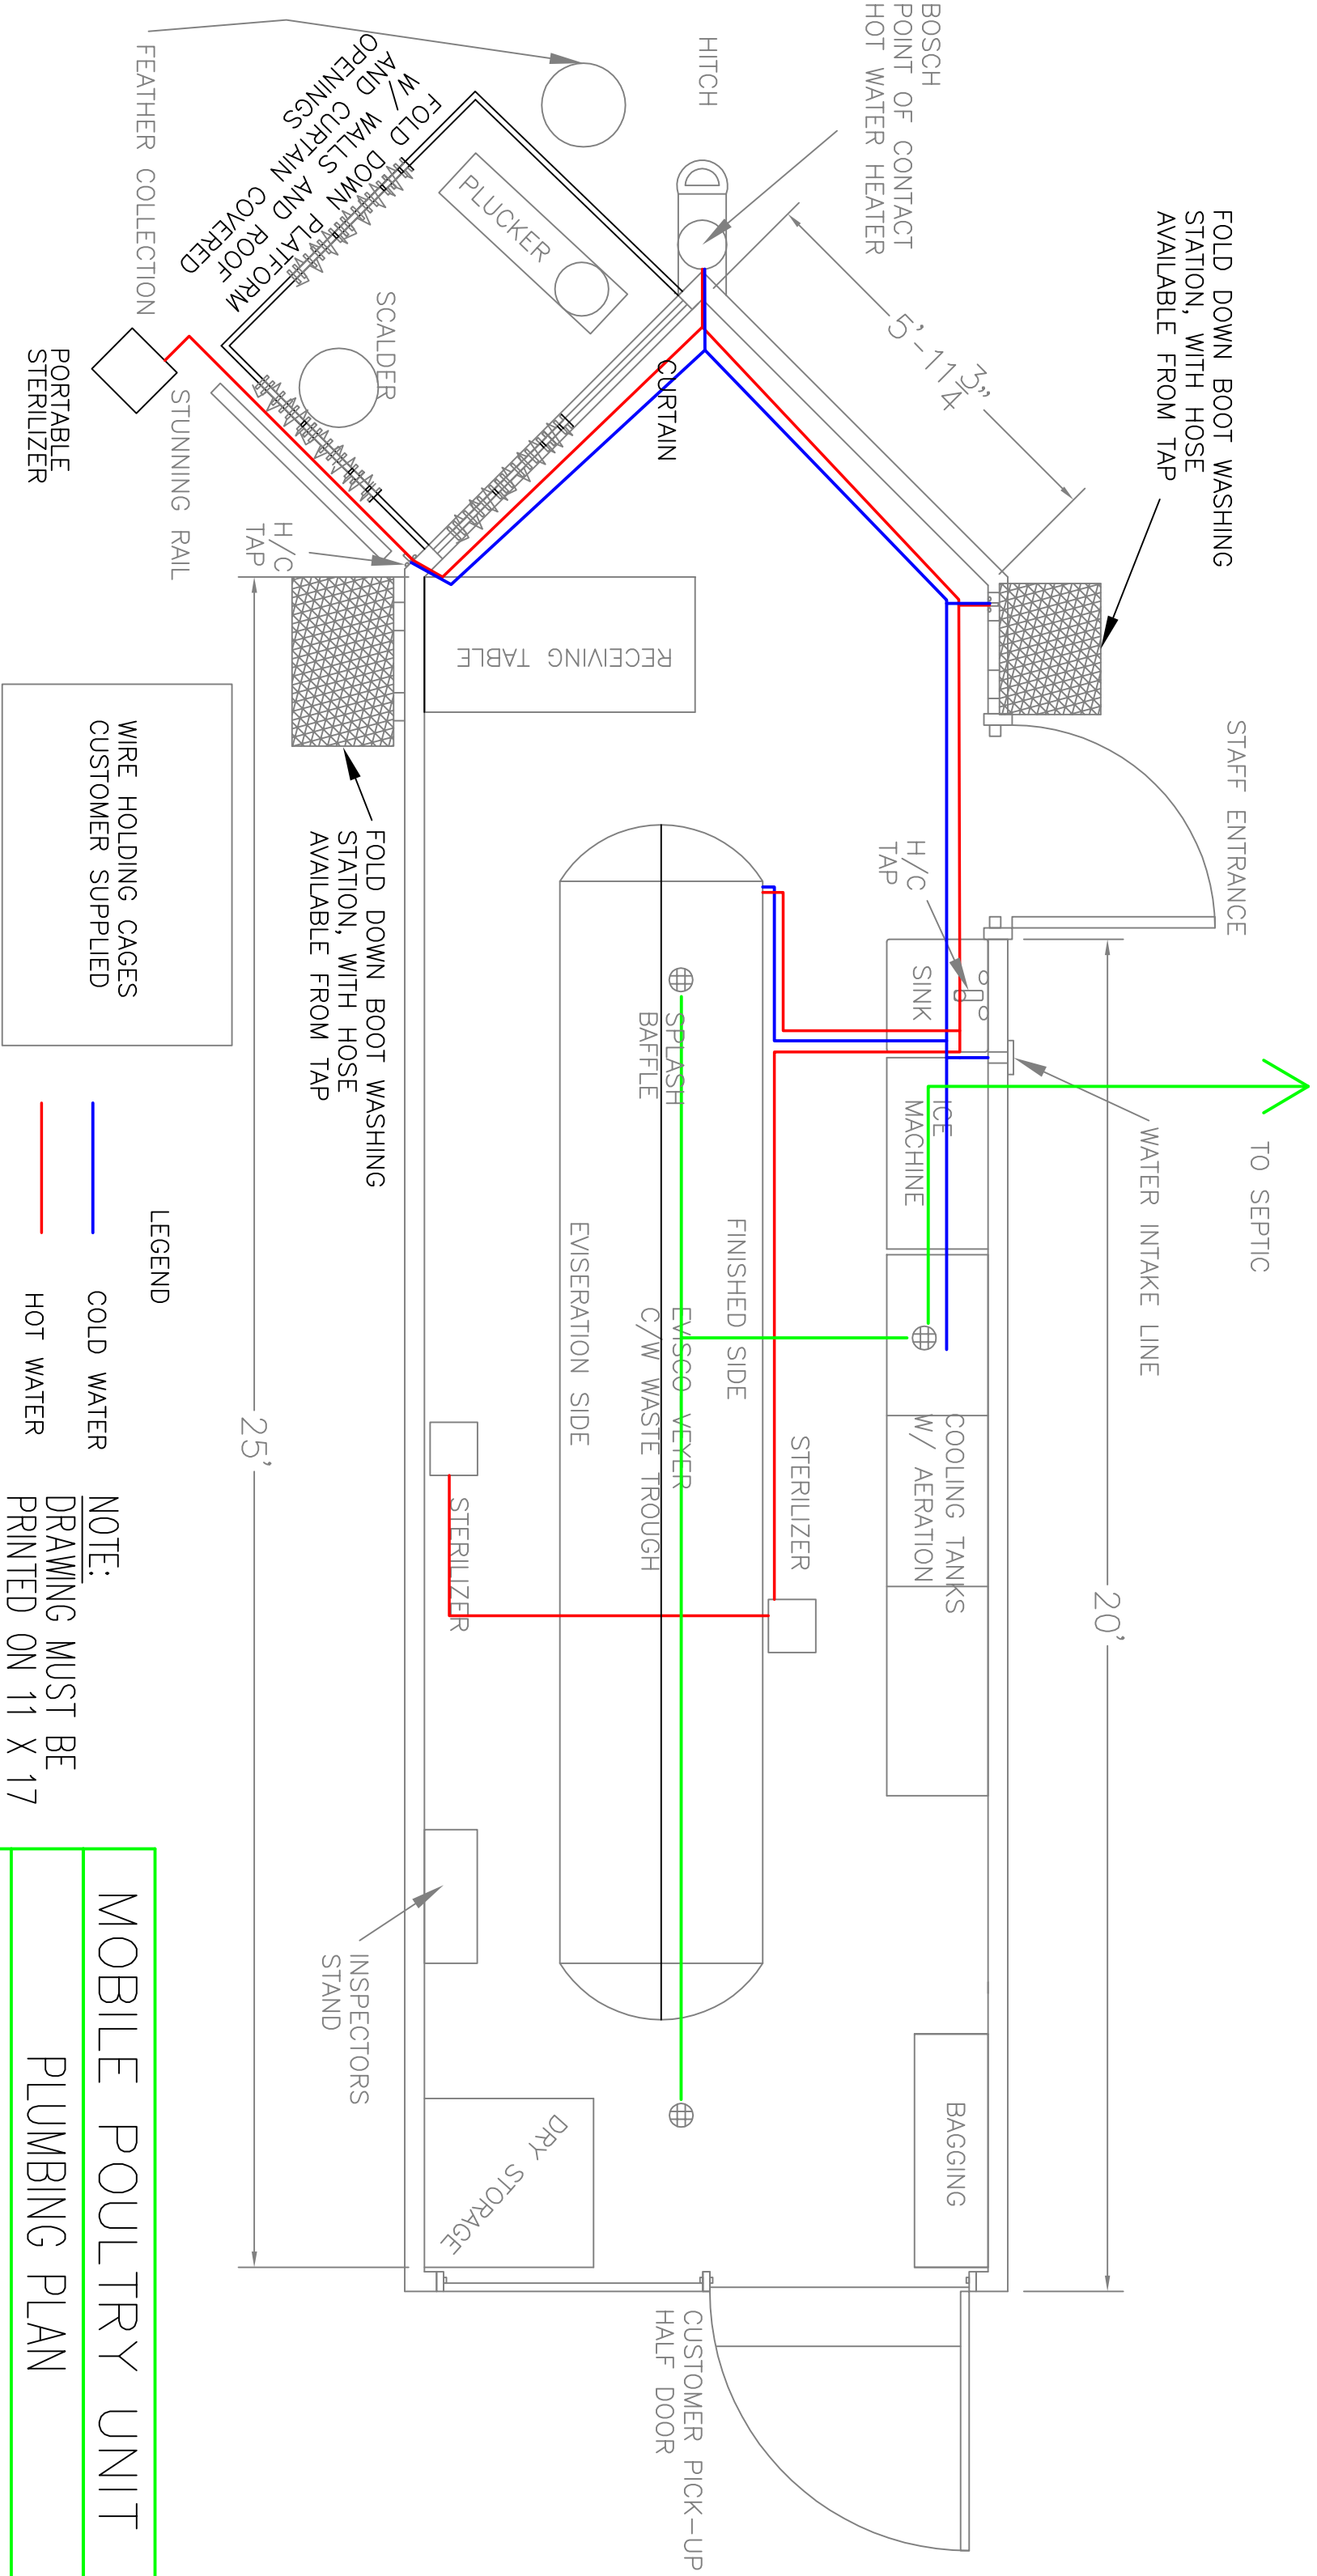 FOLD DOWN BOOT WASHING
STATION, WITH HOSE
AVAILABLE FROM TAP
BOSCH
POINT OF CONTACT
HOT WATER HEATER
HITCH
5'-11 3/4"
STAFF ENTRANCE
TO SEPTIC
WATER INTAKE LINE
20'
H/C
TAP
SINK
ICE
MACHINE
COOLING TANKS
W/ AERATION
BAGGING
CURTAIN
PLUCKER
SCALDER
FEATHER COLLECTION
FOLD DOWN PLATFORM
W/ WALLS AND ROOF
AND CURTAIN COVERED
OPENINGS
STUNNING RAIL
PORTABLE
STERILIZER
H/C
TAP
RECEIVING TABLE
SPLASH
BAFFLE
FINISHED SIDE
EVISCO VEYER
C/W WASTE TROUGH
EVISERATION SIDE
STERILIZER
STERILIZER
INSPECTORS
STAND
DRY STORAGE
CUSTOMER PICK-UP
HALF DOOR
FOLD DOWN BOOT WASHING
STATION, WITH HOSE
AVAILABLE FROM TAP
25'
WIRE HOLDING CAGES
CUSTOMER SUPPLIED
LEGEND
COLD WATER
HOT WATER
NOTE:
DRAWING MUST BE
PRINTED ON 11 X 17
MOBILE POULTRY UNIT
PLUMBING PLAN